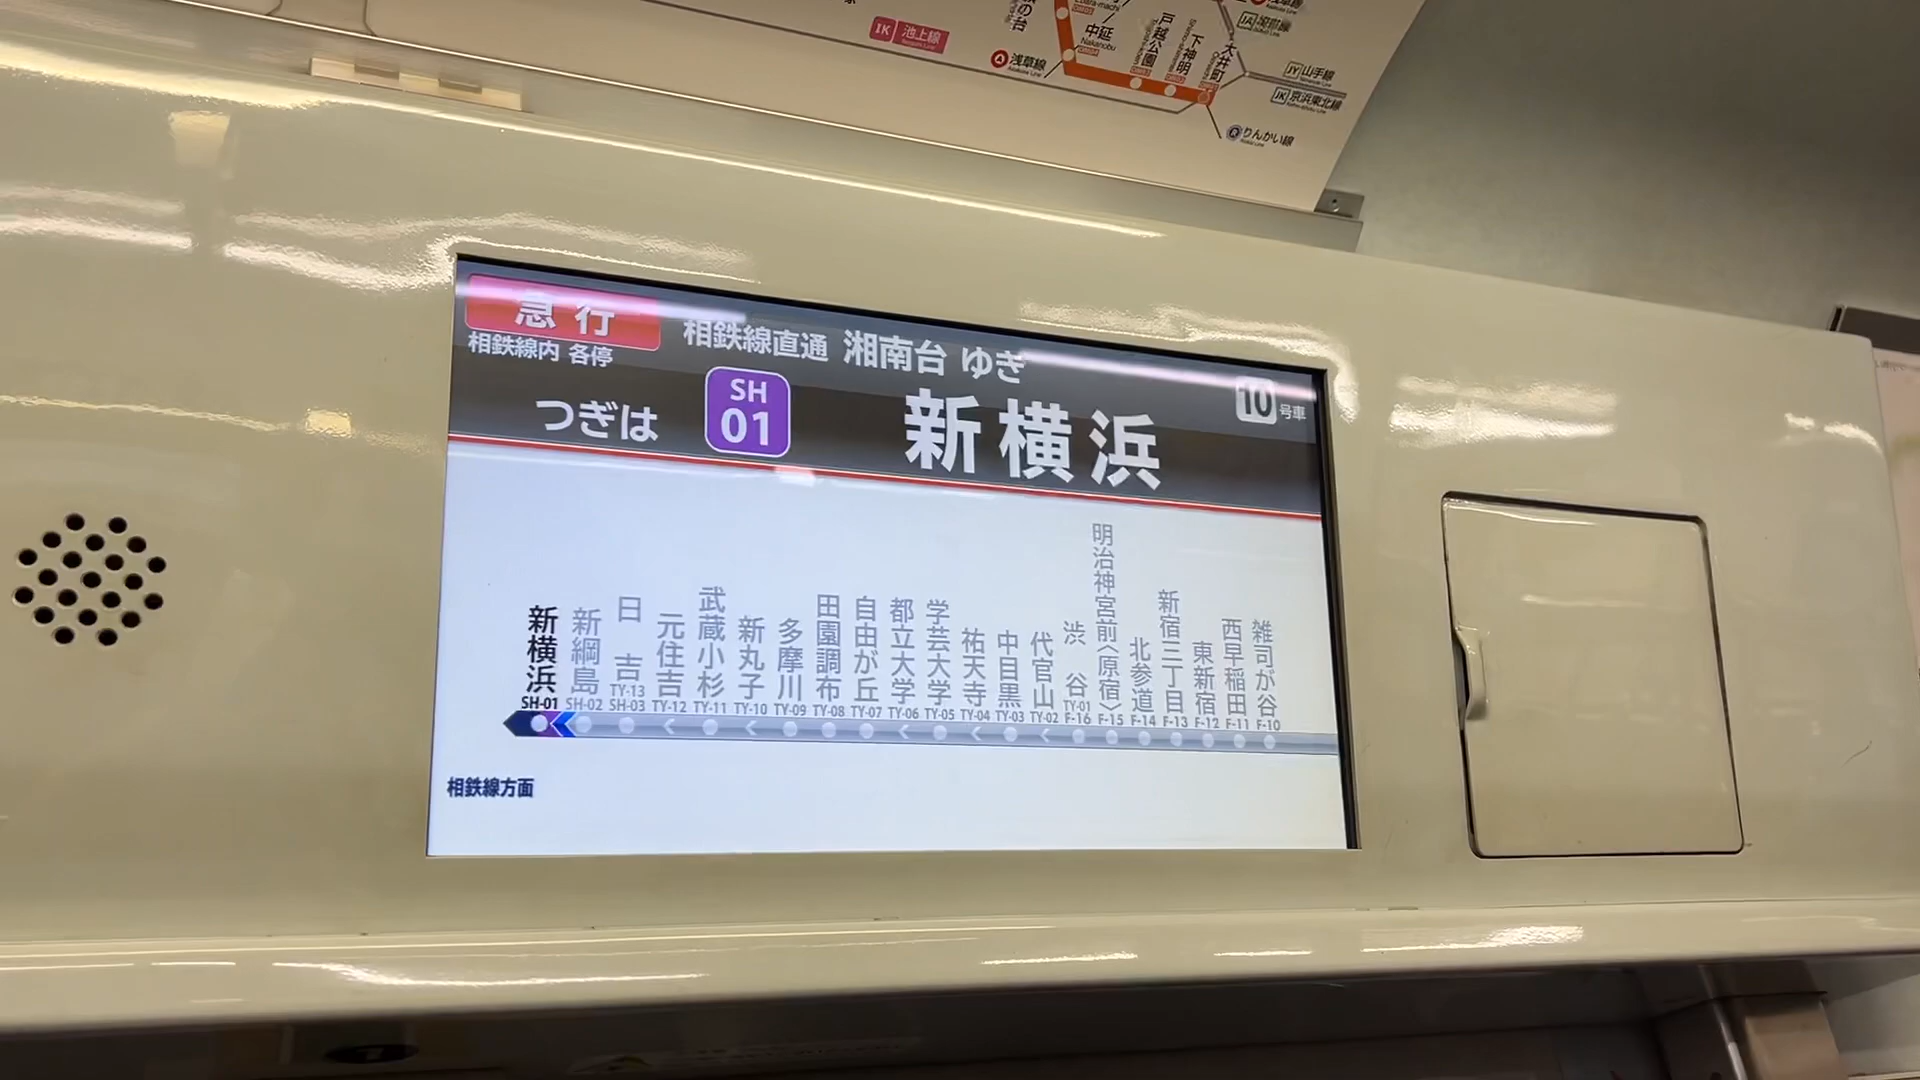 IK 池上線
A 浅草線
中延
Nakanobu
戸越公園
下神明
大井町
JY 山手線
JK 京浜東北線
りんかい線
急行
相鉄線内 各停
相鉄線直通 湘南台 ゆき
10号車
つぎは
SH
01
新横浜
新横浜 SH-01
新綱島 SH-02
日吉 TY-13 SH-03
元住吉 TY-12
武蔵小杉 TY-11
新丸子 TY-10
多摩川 TY-09
田園調布 TY-08
自由が丘 TY-07
都立大学 TY-06
学芸大学 TY-05
祐天寺 TY-04
中目黒 TY-03
代官山 TY-02
渋谷 TY-01 F-16
明治神宮前〈原宿〉 F-15
北参道 F-14
新宿三丁目 F-13
東新宿 F-12
西早稲田 F-11
雑司が谷 F-10
相鉄線方面